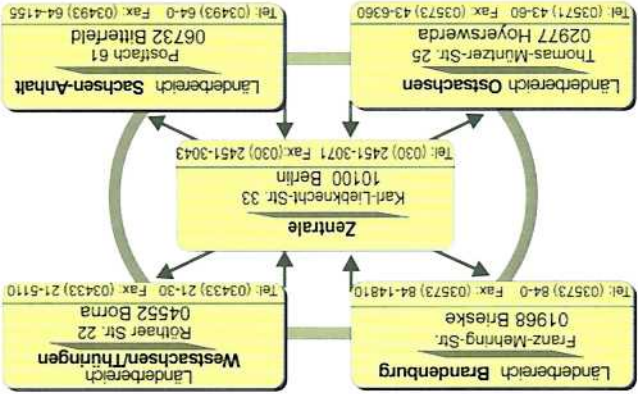 Länderbereich Brandenburg
Franz-Mehring-Str.
01968 Brieske
Tel: (03573) 84-0 Fax: (03573) 84-14810
Länderbereich
Westsachsen/Thüringen
Röthaer Str. 22
04552 Borna
Tel: (03433) 21-30 Fax: (03433) 21-5110
Zentrale
Karl-Liebknecht-Str. 33
10100 Berlin
Tel: (030) 2451-3071 Fax:(030) 2451-3043
Länderbereich Ostsachsen
Thomas-Müntzer-Str. 25
02977 Hoyerswerda
Tel: (03571) 43-60 Fax: (03573) 43-6360
Länderbereich Sachsen-Anhalt
Postfach 61
06732 Bitterfeld
Tel: (03493) 64-0 Fax: (03493) 64-4155